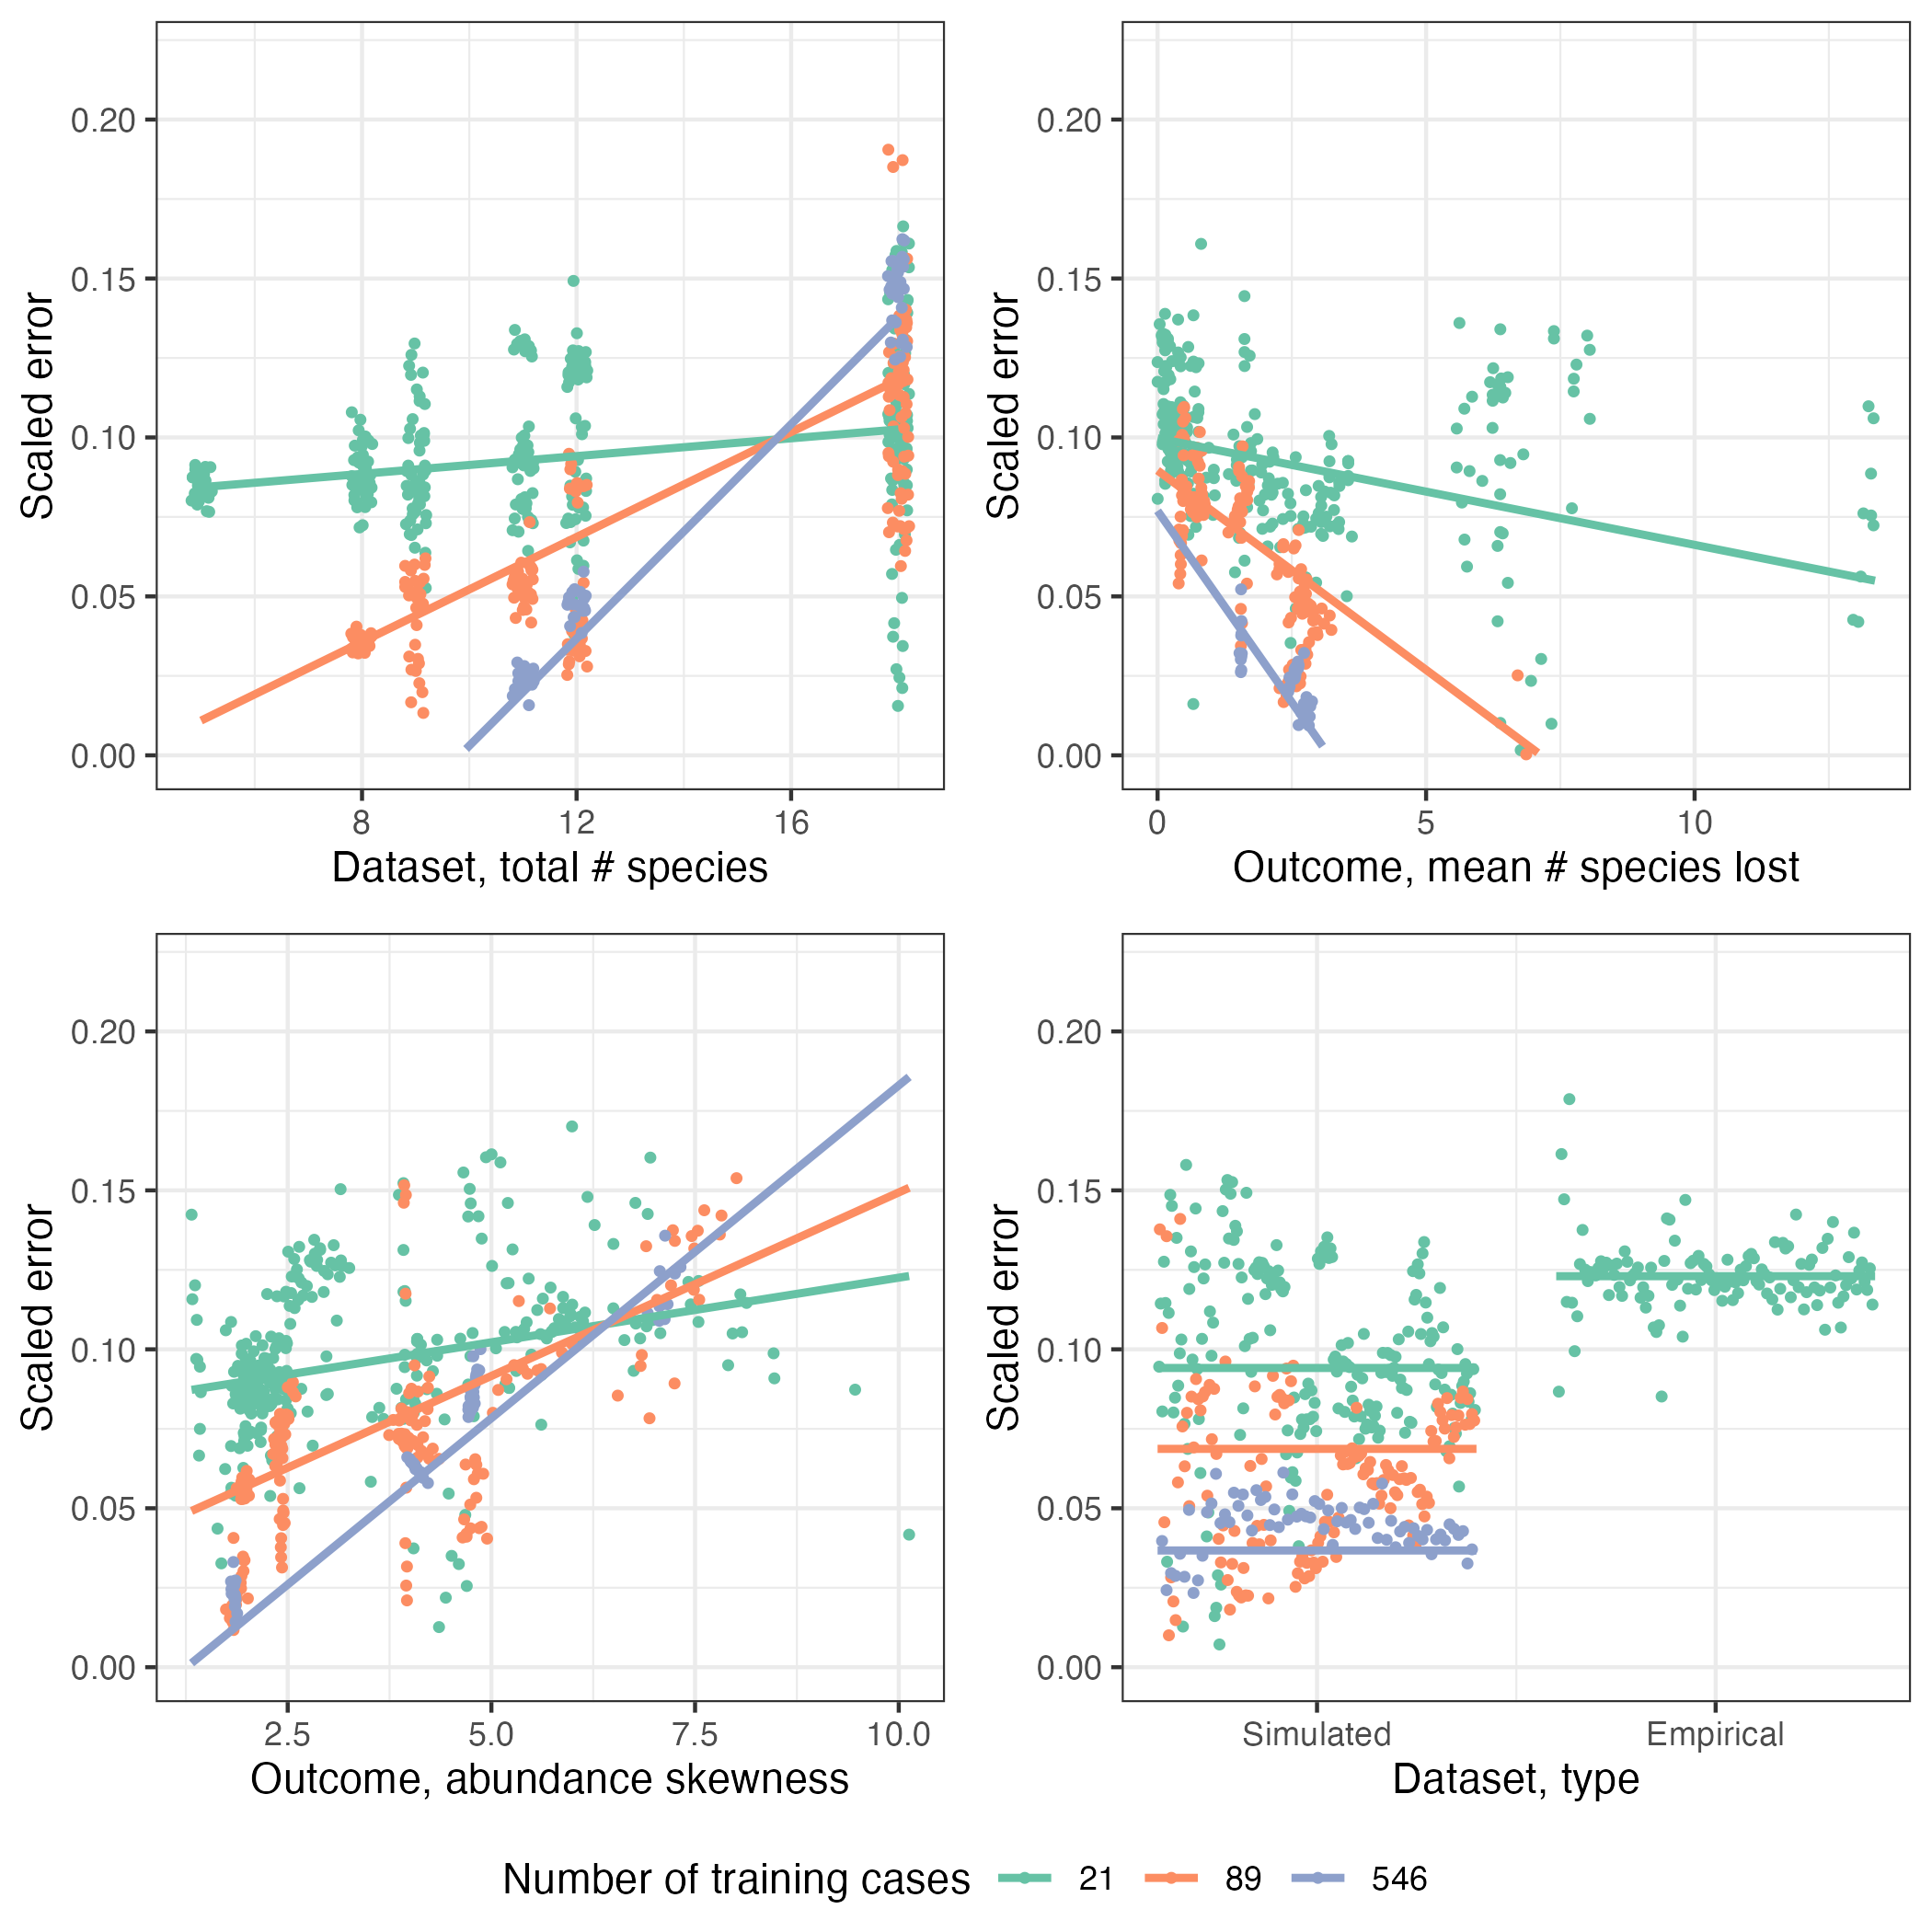 Scaled error
0.20
0.15
0.10
0.05
0.00
8 12 16
Dataset, total # species
Scaled error
0.20
0.15
0.10
0.05
0.00
0 5 10
Outcome, mean # species lost
Scaled error
0.20
0.15
0.10
0.05
0.00
2.5 5.0 7.5 10.0
Outcome, abundance skewness
Scaled error
0.20
0.15
0.10
0.05
0.00
Simulated Empirical
Dataset, type
Number of training cases 21 89 546